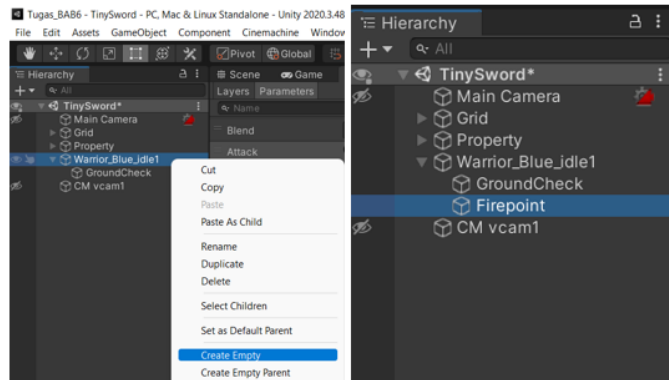 Tugas_BAB6 - TinySword - PC, Mac & Linux Standalone - Unity 2020.3.48
File Edit Assets GameObject Component Cinemachine Window
Pivot Global
Hierarchy
Scene Game
All
Layers Parameters
TinySword*
Name
Main Camera
Grid
Blend
Property
Attack
Warrior_Blue_idle1
GroundCheck
CM vcam1
Cut
Copy
Paste
Paste As Child
Rename
Duplicate
Delete
Select Children
Set as Default Parent
Create Empty
Create Empty Parent
Hierarchy
All
TinySword*
Main Camera
Grid
Property
Warrior_Blue_idle1
GroundCheck
Firepoint
CM vcam1